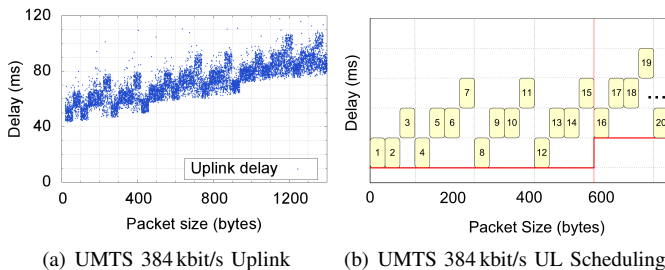 120
80
40
0
Delay (ms)
Uplink delay
0 400 800 1200
Packet size (bytes)
(a) UMTS 384 kbit/s Uplink
Delay (ms)
19
7 11 15 17 18
3 5 6 9 10 13 14 16 20
1 2 4 8 12
...
0 200 400 600
Packet Size (bytes)
(b) UMTS 384 kbit/s UL Scheduling